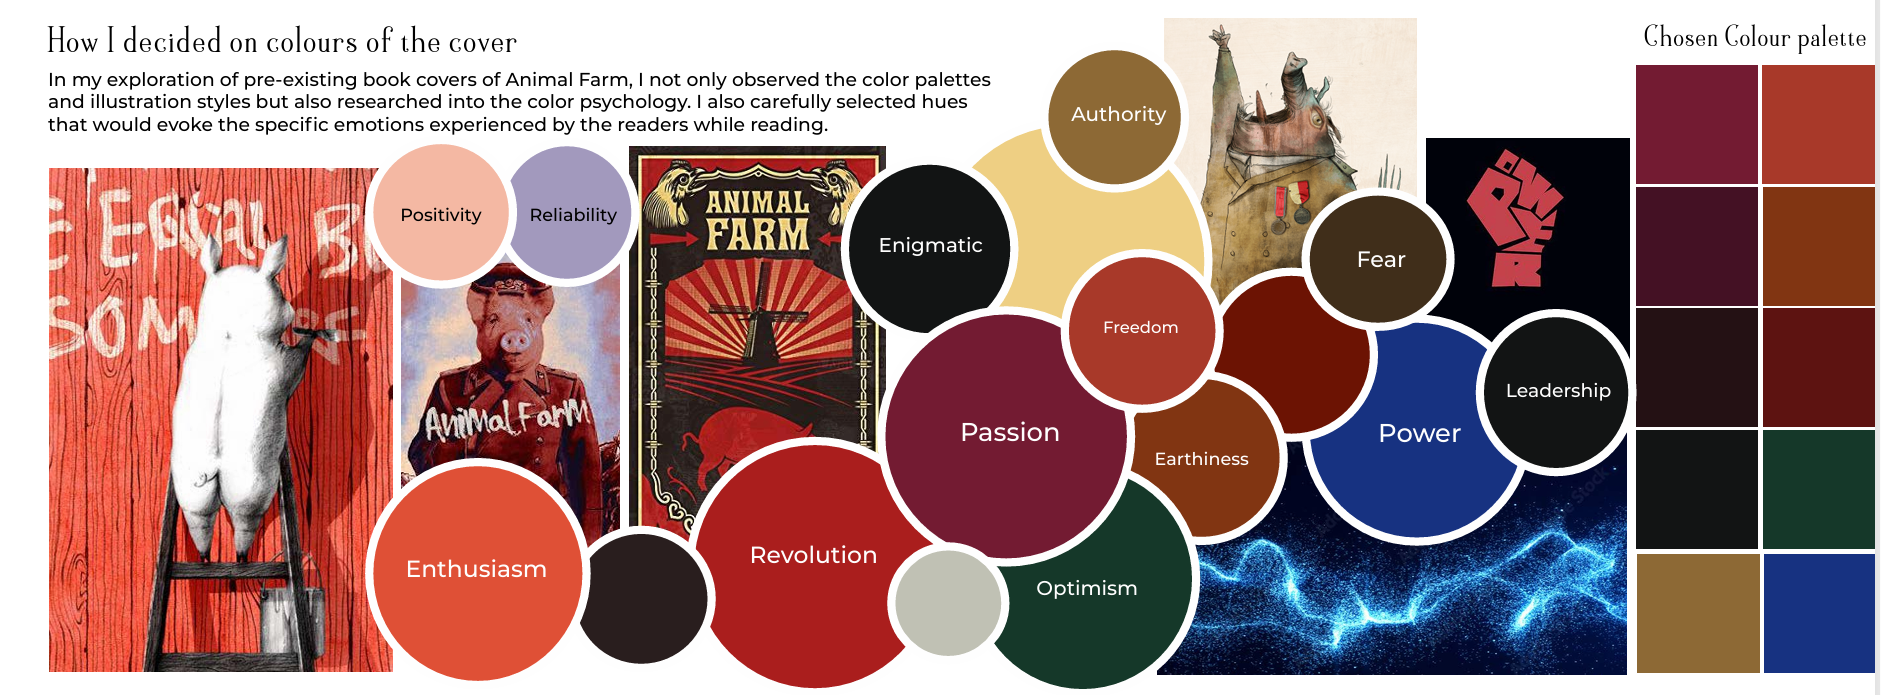 How I decided on colours of the cover
In my exploration of pre-existing book covers of Animal Farm, I not only observed the color palettes
and illustration styles but also researched into the color psychology. I also carefully selected hues
that would evoke the specific emotions experienced by the readers while reading.
Chosen Colour palette
Authority
Positivity
Reliability
E EQUAL B
SOM
ANIMAL
FARM
Enigmatic
Fear
POWER
Freedom
Animal Farm
Leadership
Passion
Power
Earthiness
Enthusiasm
Revolution
Optimism